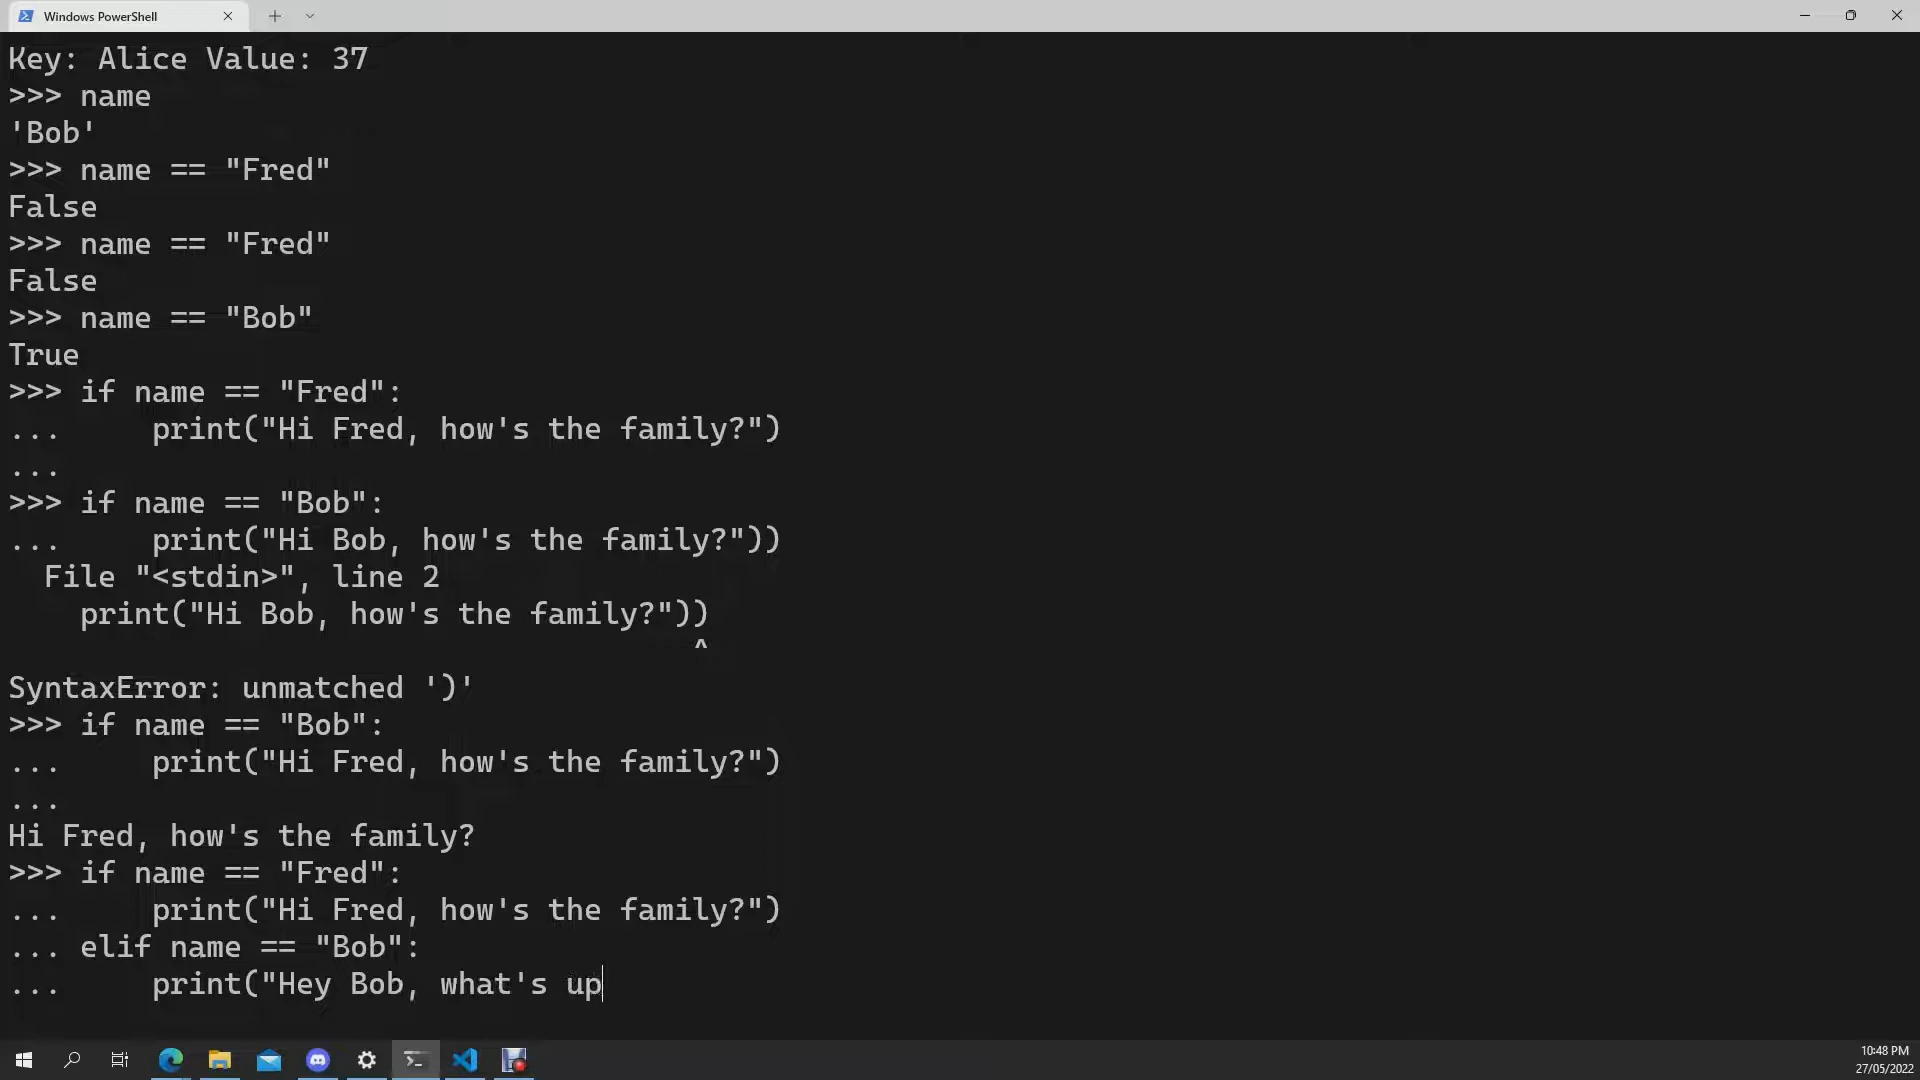 Windows PowerShell
Key: Alice Value: 37
>>> name
'Bob'
>>> name == "Fred"
False
>>> name == "Fred"
False
>>> name == "Bob"
True
>>> if name == "Fred":
...     print("Hi Fred, how's the family?")
...
>>> if name == "Bob":
...     print("Hi Bob, how's the family?"))
  File "<stdin>", line 2
    print("Hi Bob, how's the family?"))
                                      ^
SyntaxError: unmatched ')'
>>> if name == "Bob":
...     print("Hi Fred, how's the family?")
...
Hi Fred, how's the family?
>>> if name == "Fred":
...     print("Hi Fred, how's the family?")
... elif name == "Bob":
...     print("Hey Bob, what's up
10:48 PM
27/05/2022